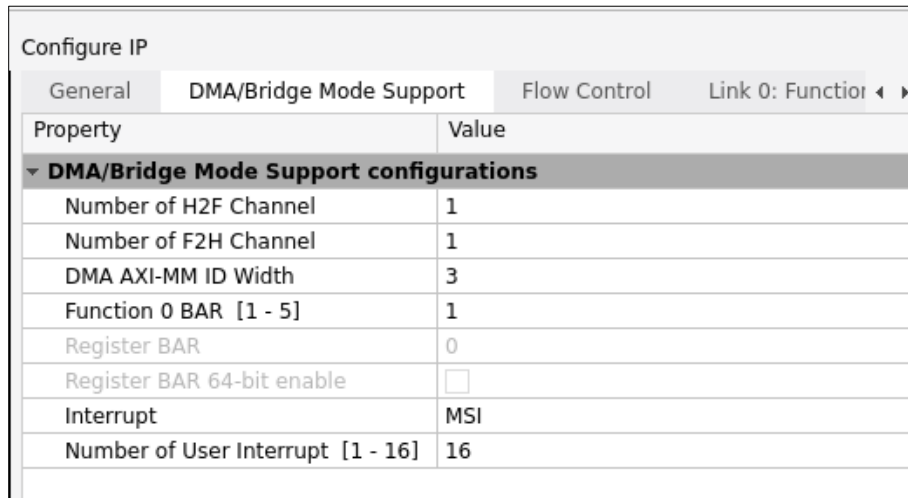 Configure IP
General DMA/Bridge Mode Support Flow Control Link 0: Function
Property Value
DMA/Bridge Mode Support configurations
Number of H2F Channel 1
Number of F2H Channel 1
DMA AXI-MM ID Width 3
Function 0 BAR [1 - 5] 1
Register BAR 0
Register BAR 64-bit enable
Interrupt MSI
Number of User Interrupt [1 - 16] 16